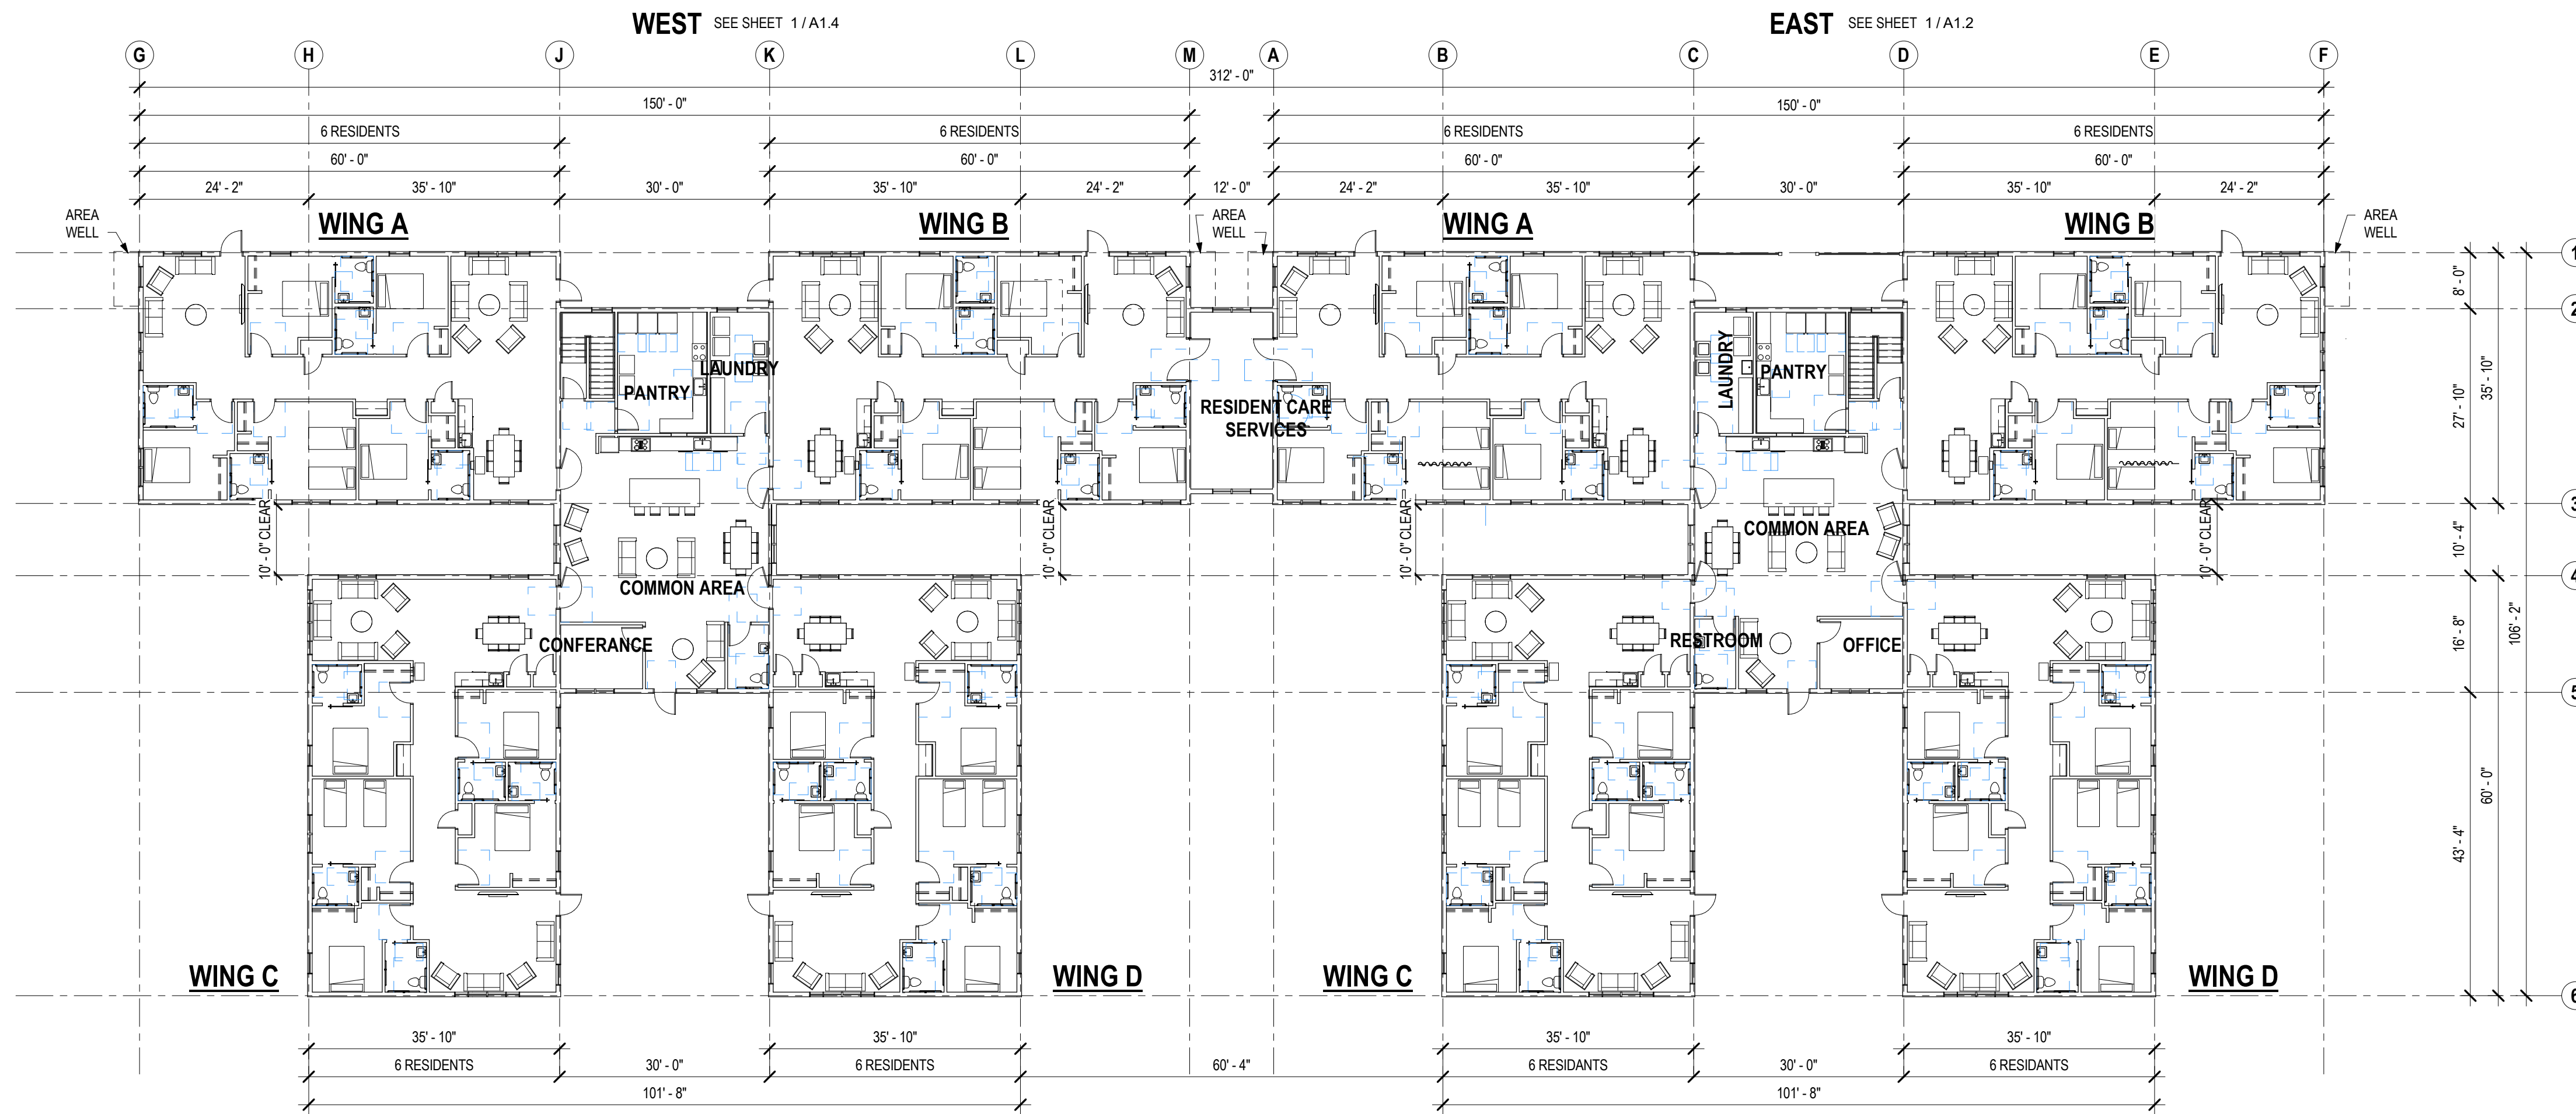 WEST SEE SHEET 1 / A1.4
EAST SEE SHEET 1 / A1.2
G H J K L M A B C D E F
312' - 0"
150' - 0" 150' - 0"
6 RESIDENTS 6 RESIDENTS 6 RESIDENTS 6 RESIDENTS
60' - 0" 60' - 0" 60' - 0" 60' - 0"
24' - 2" 35' - 10" 30' - 0" 35' - 10" 24' - 2" 12' - 0" 24' - 2" 35' - 10" 30' - 0" 35' - 10" 24' - 2"
AREA
WELL
WING A
WING B
AREA
WELL
WING A
WING B
AREA
WELL
1
2
3
4
5
6
8' - 0"
27' - 10"
35' - 10"
10' - 4"
16' - 8"
106' - 2"
60' - 0"
43' - 4"
PANTRY
LAUNDRY
RESIDENT CARE
SERVICES
LAUNDRY
PANTRY
10' - 0" CLEAR
10' - 0" CLEAR
10' - 0" CLEAR
10' - 0" CLEAR
COMMON AREA
COMMON AREA
CONFERANCE
RESTROOM
OFFICE
WING C
WING D
WING C
WING D
35' - 10" 35' - 10" 35' - 10" 35' - 10"
6 RESIDENTS 30' - 0" 6 RESIDENTS 60' - 4" 6 RESIDANTS 30' - 0" 6 RESIDANTS
101' - 8" 101' - 8"